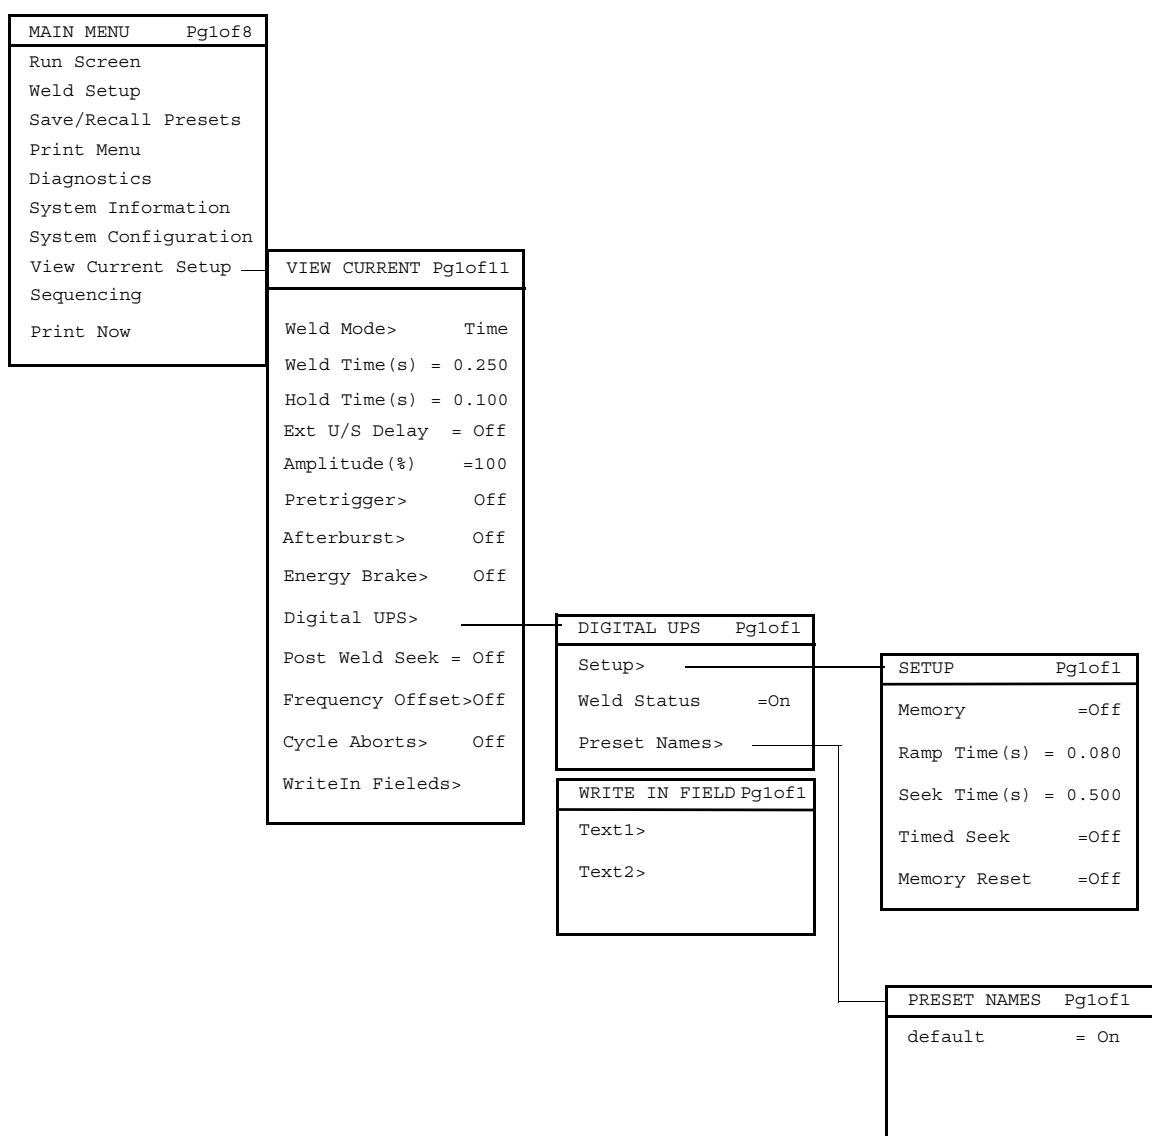 MAIN MENU Pg1of8
Run Screen
Weld Setup
Save/Recall Presets
Print Menu
Diagnostics
System Information
System Configuration
View Current Setup
Sequencing
Print Now
VIEW CURRENT Pg1of11
Weld Mode> Time
Weld Time(s) = 0.250
Hold Time(s) = 0.100
Ext U/S Delay = Off
Amplitude(%) =100
Pretrigger> Off
Afterburst> Off
Energy Brake> Off
Digital UPS>
Post Weld Seek = Off
Frequency Offset>Off
Cycle Aborts> Off
WriteIn Fieleds>
DIGITAL UPS Pg1of1
Setup>
Weld Status =On
Preset Names>
WRITE IN FIELD Pg1of1
Text1>
Text2>
SETUP Pg1of1
Memory =Off
Ramp Time(s) = 0.080
Seek Time(s) = 0.500
Timed Seek =Off
Memory Reset =Off
PRESET NAMES Pg1of1
default = On